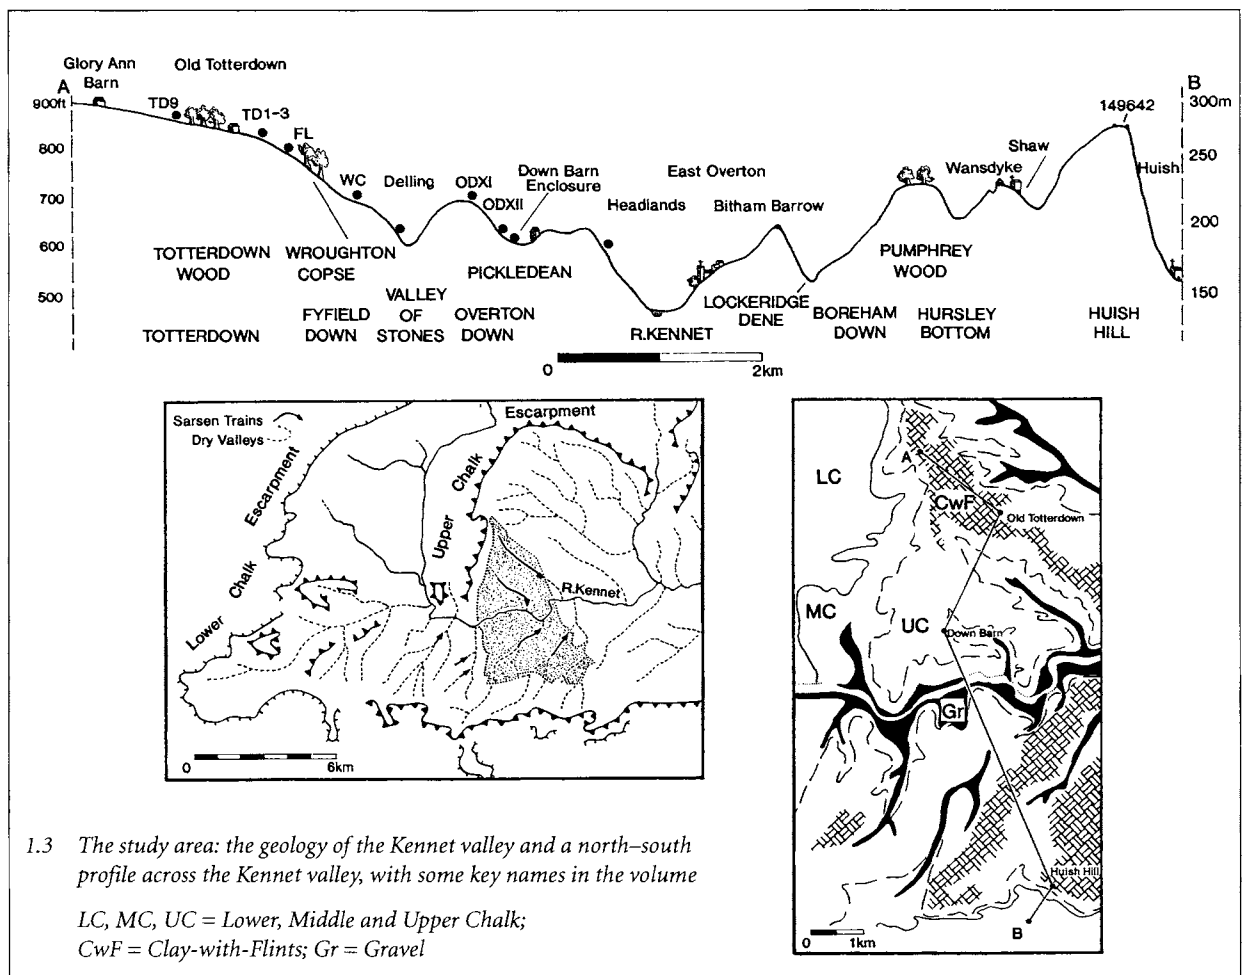 Glory Ann
Barn
Old Totterdown
A
B
900ft
800
700
600
500
300m
250
200
150
TD9
TD1-3
FL
WC
Delling
ODXI
ODXII
Down Barn
Enclosure
Headlands
East Overton
Bitham Barrow
Wansdyke
Shaw
149642
Huish
TOTTERDOWN
WOOD
WROUGHTON
COPSE
PICKLEDEAN
LOCKERIDGE
DENE
PUMPHREY
WOOD
TOTTERDOWN
FYFIELD
DOWN
VALLEY
OF
STONES
OVERTON
DOWN
R.KENNET
BOREHAM
DOWN
HURSLEY
BOTTOM
HUISH
HILL
0
2km
Sarsen Trains
Dry Valleys
Lower Chalk Escarpment
Upper Chalk Escarpment
R.Kennet
0
6km
LC
A
CwF
Old Totterdown
MC
UC
Down Barn
Gr
Huish Hill
B
0
1km
1.3 The study area: the geology of the Kennet valley and a north–south
profile across the Kennet valley, with some key names in the volume
LC, MC, UC = Lower, Middle and Upper Chalk;
CwF = Clay-with-Flints; Gr = Gravel